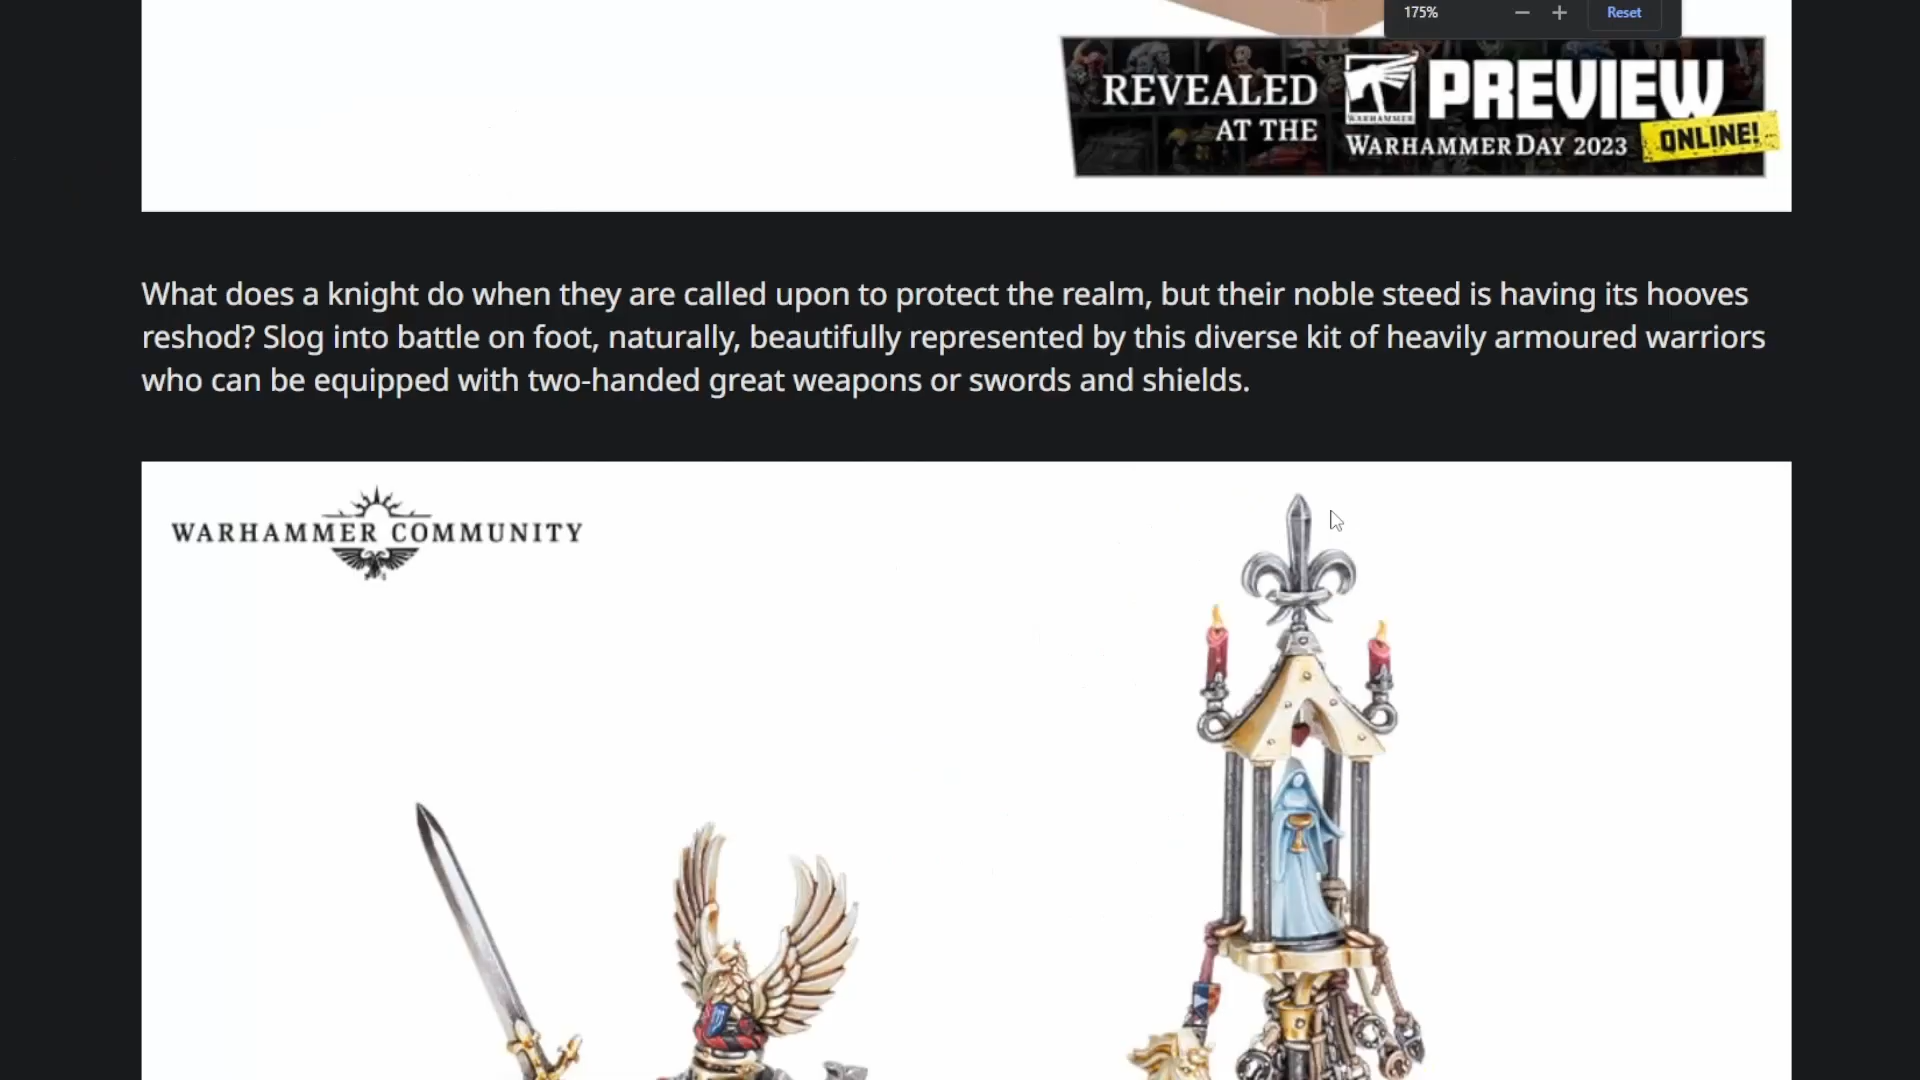 175%
Reset
REVEALED
AT THE
WARHAMMER
PREVIEW
WARHAMMER DAY 2023
ONLINE!
What does a knight do when they are called upon to protect the realm, but their noble steed is having its hooves
reshod? Slog into battle on foot, naturally, beautifully represented by this diverse kit of heavily armoured warriors
who can be equipped with two-handed great weapons or swords and shields.
WARHAMMER COMMUNITY